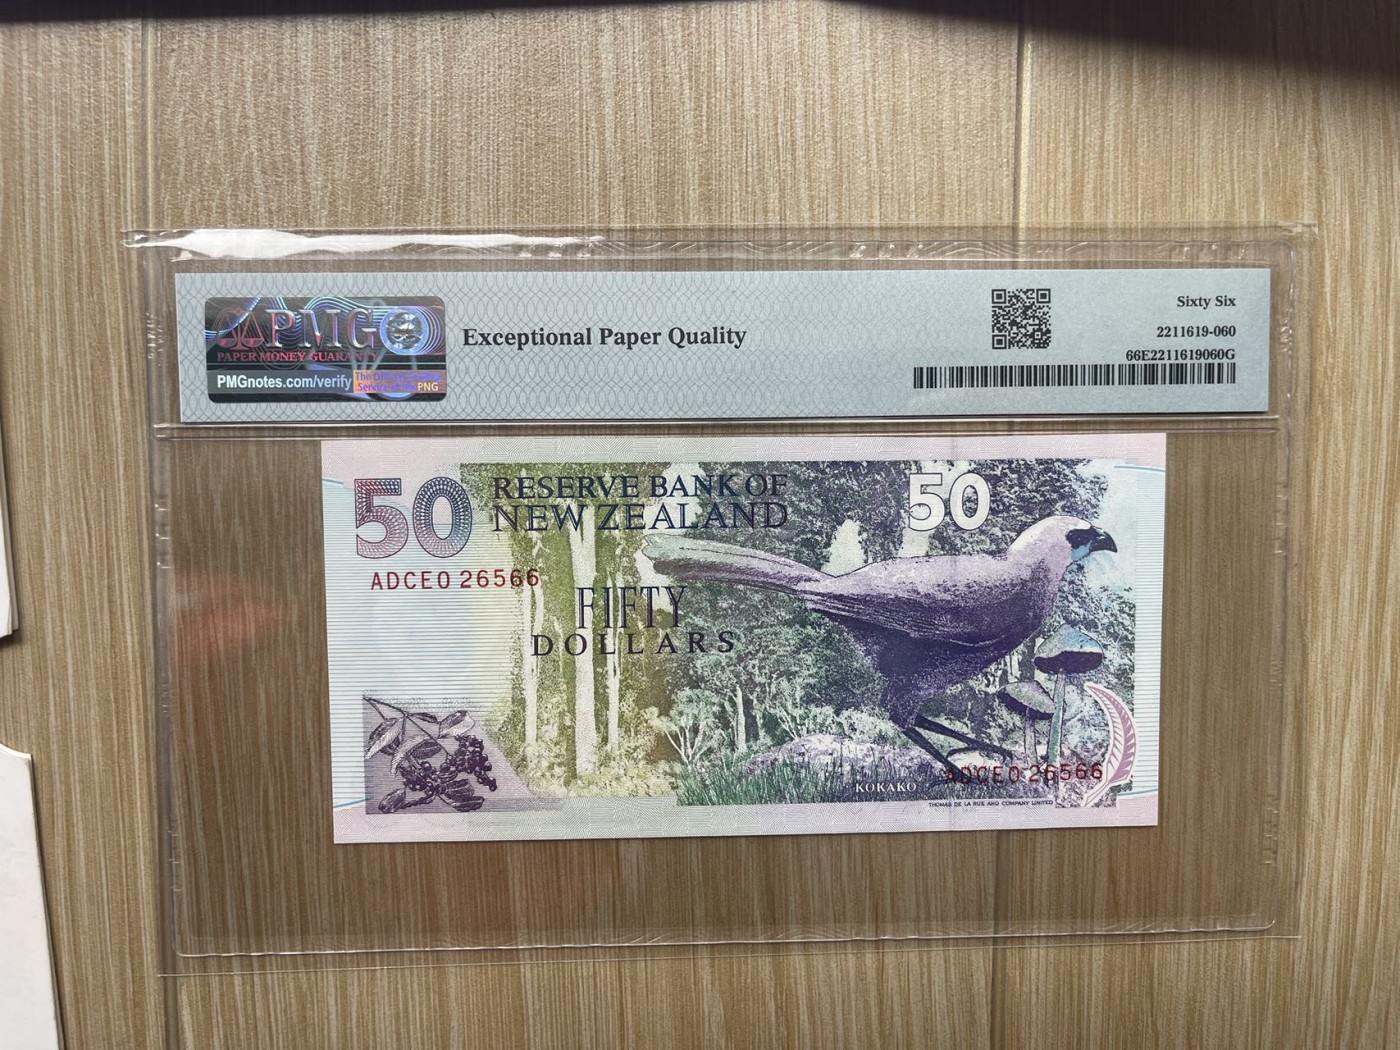 PMG
PAPER MONEY GUARANTY
PMGnotes.com/verify
PNG
Exceptional Paper Quality
Sixty Six
2211619-060
66E2211619060G
50
RESERVE BANK OF
NEW ZEALAND
50
ADCE0 26566
FIFTY
DOLLARS
ADCE0 26566
KOKAKO
THOMAS DE LA RUE AND COMPANY LIMITED